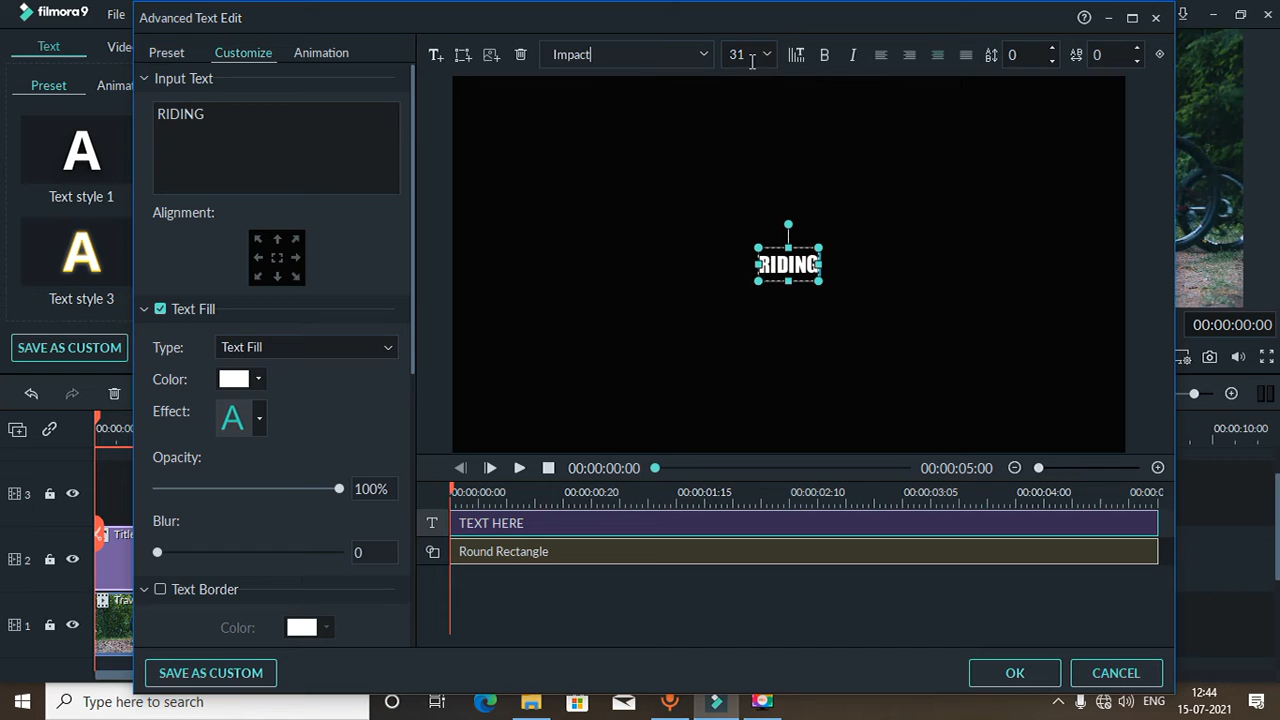 filmora9 File
Advanced Text Edit
Text Video
Preset Anima
A
Text style 1
A
Text style 3
SAVE AS CUSTOM
Preset Customize Animation
Input Text
RIDING
Alignment:
Text Fill
Type: Text Fill
Color:
Effect: A
Opacity:
100%
Blur:
0
Text Border
Color:
SAVE AS CUSTOM
Impact 31 B I 0 0
RIDING
00:00:00:00 00:00:05:00
00:00:00:00 00:00:00:20 00:00:01:15 00:00:02:10 00:00:03:05 00:00:04:00 00:00:0
T TEXT HERE
Round Rectangle
OK CANCEL
00:00:00:00
00:00:0 00:00:10:00
3
2 Title
1 Trav
Type here to search
ENG
12:44
15-07-2021